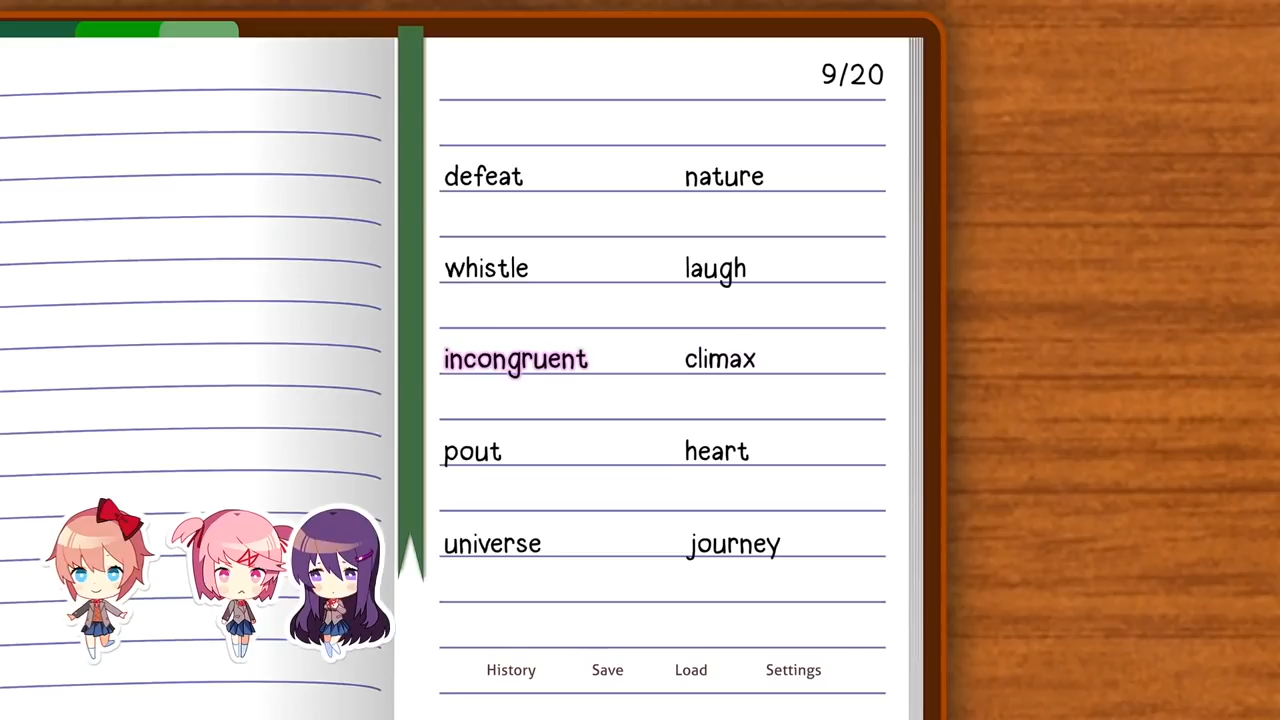 9/20
defeat nature
whistle laugh
incongruent climax
pout heart
universe journey
History Save Load Settings